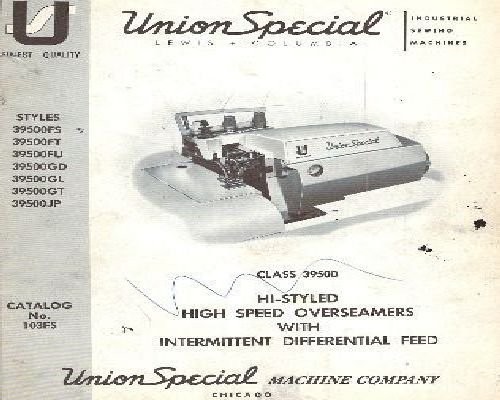 U S
FINEST QUALITY
Union Special
LEWIS + COLUMBIA
INDUSTRIAL
SEWING
MACHINES
STYLES
39500FS
39500FT
39500FU
39500GD
39500GL
39500GT
39500JP
U Union Special
CLASS 39500
HI-STYLED
HIGH SPEED OVERSEAMERS
WITH
INTERMITTENT DIFFERENTIAL FEED
CATALOG
No.
103FS
Union Special MACHINE COMPANY
CHICAGO